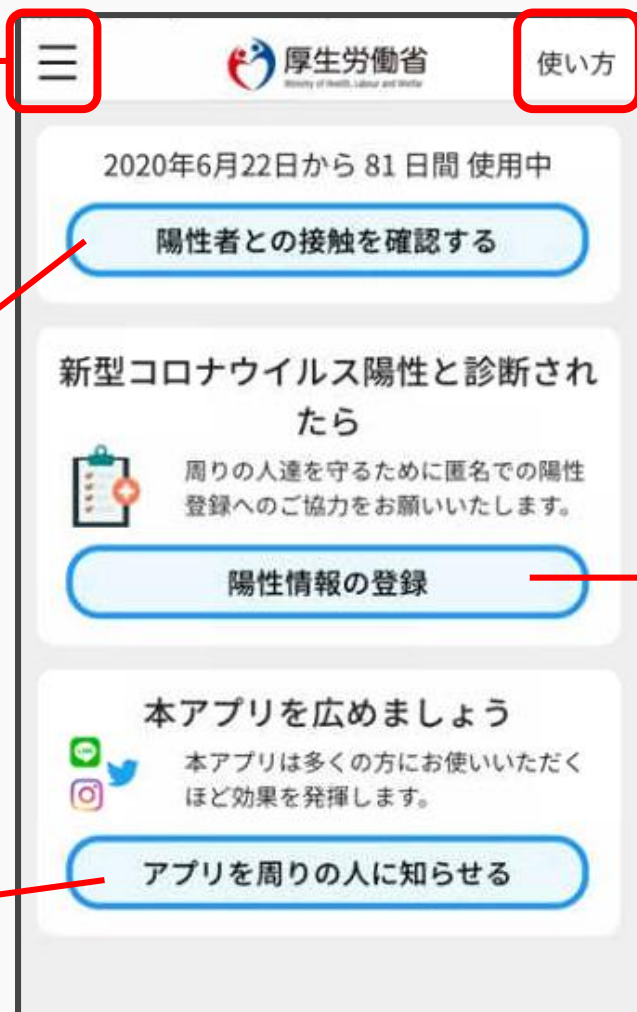 厚生労働省
Ministry of Health, Labour and Welfar
使い方
2020年6月22日から 81 日間 使用中
陽性者との接触を確認する
新型コロナウイルス陽性と診断され
たら
周りの人達を守るために匿名での陽性
登録へのご協力をお願いいたします。
陽性情報の登録
本アプリを広めましょう
LINE
本アプリは多くの方にお使いいただく
ほど効果を発揮します。
アプリを周りの人に知らせる